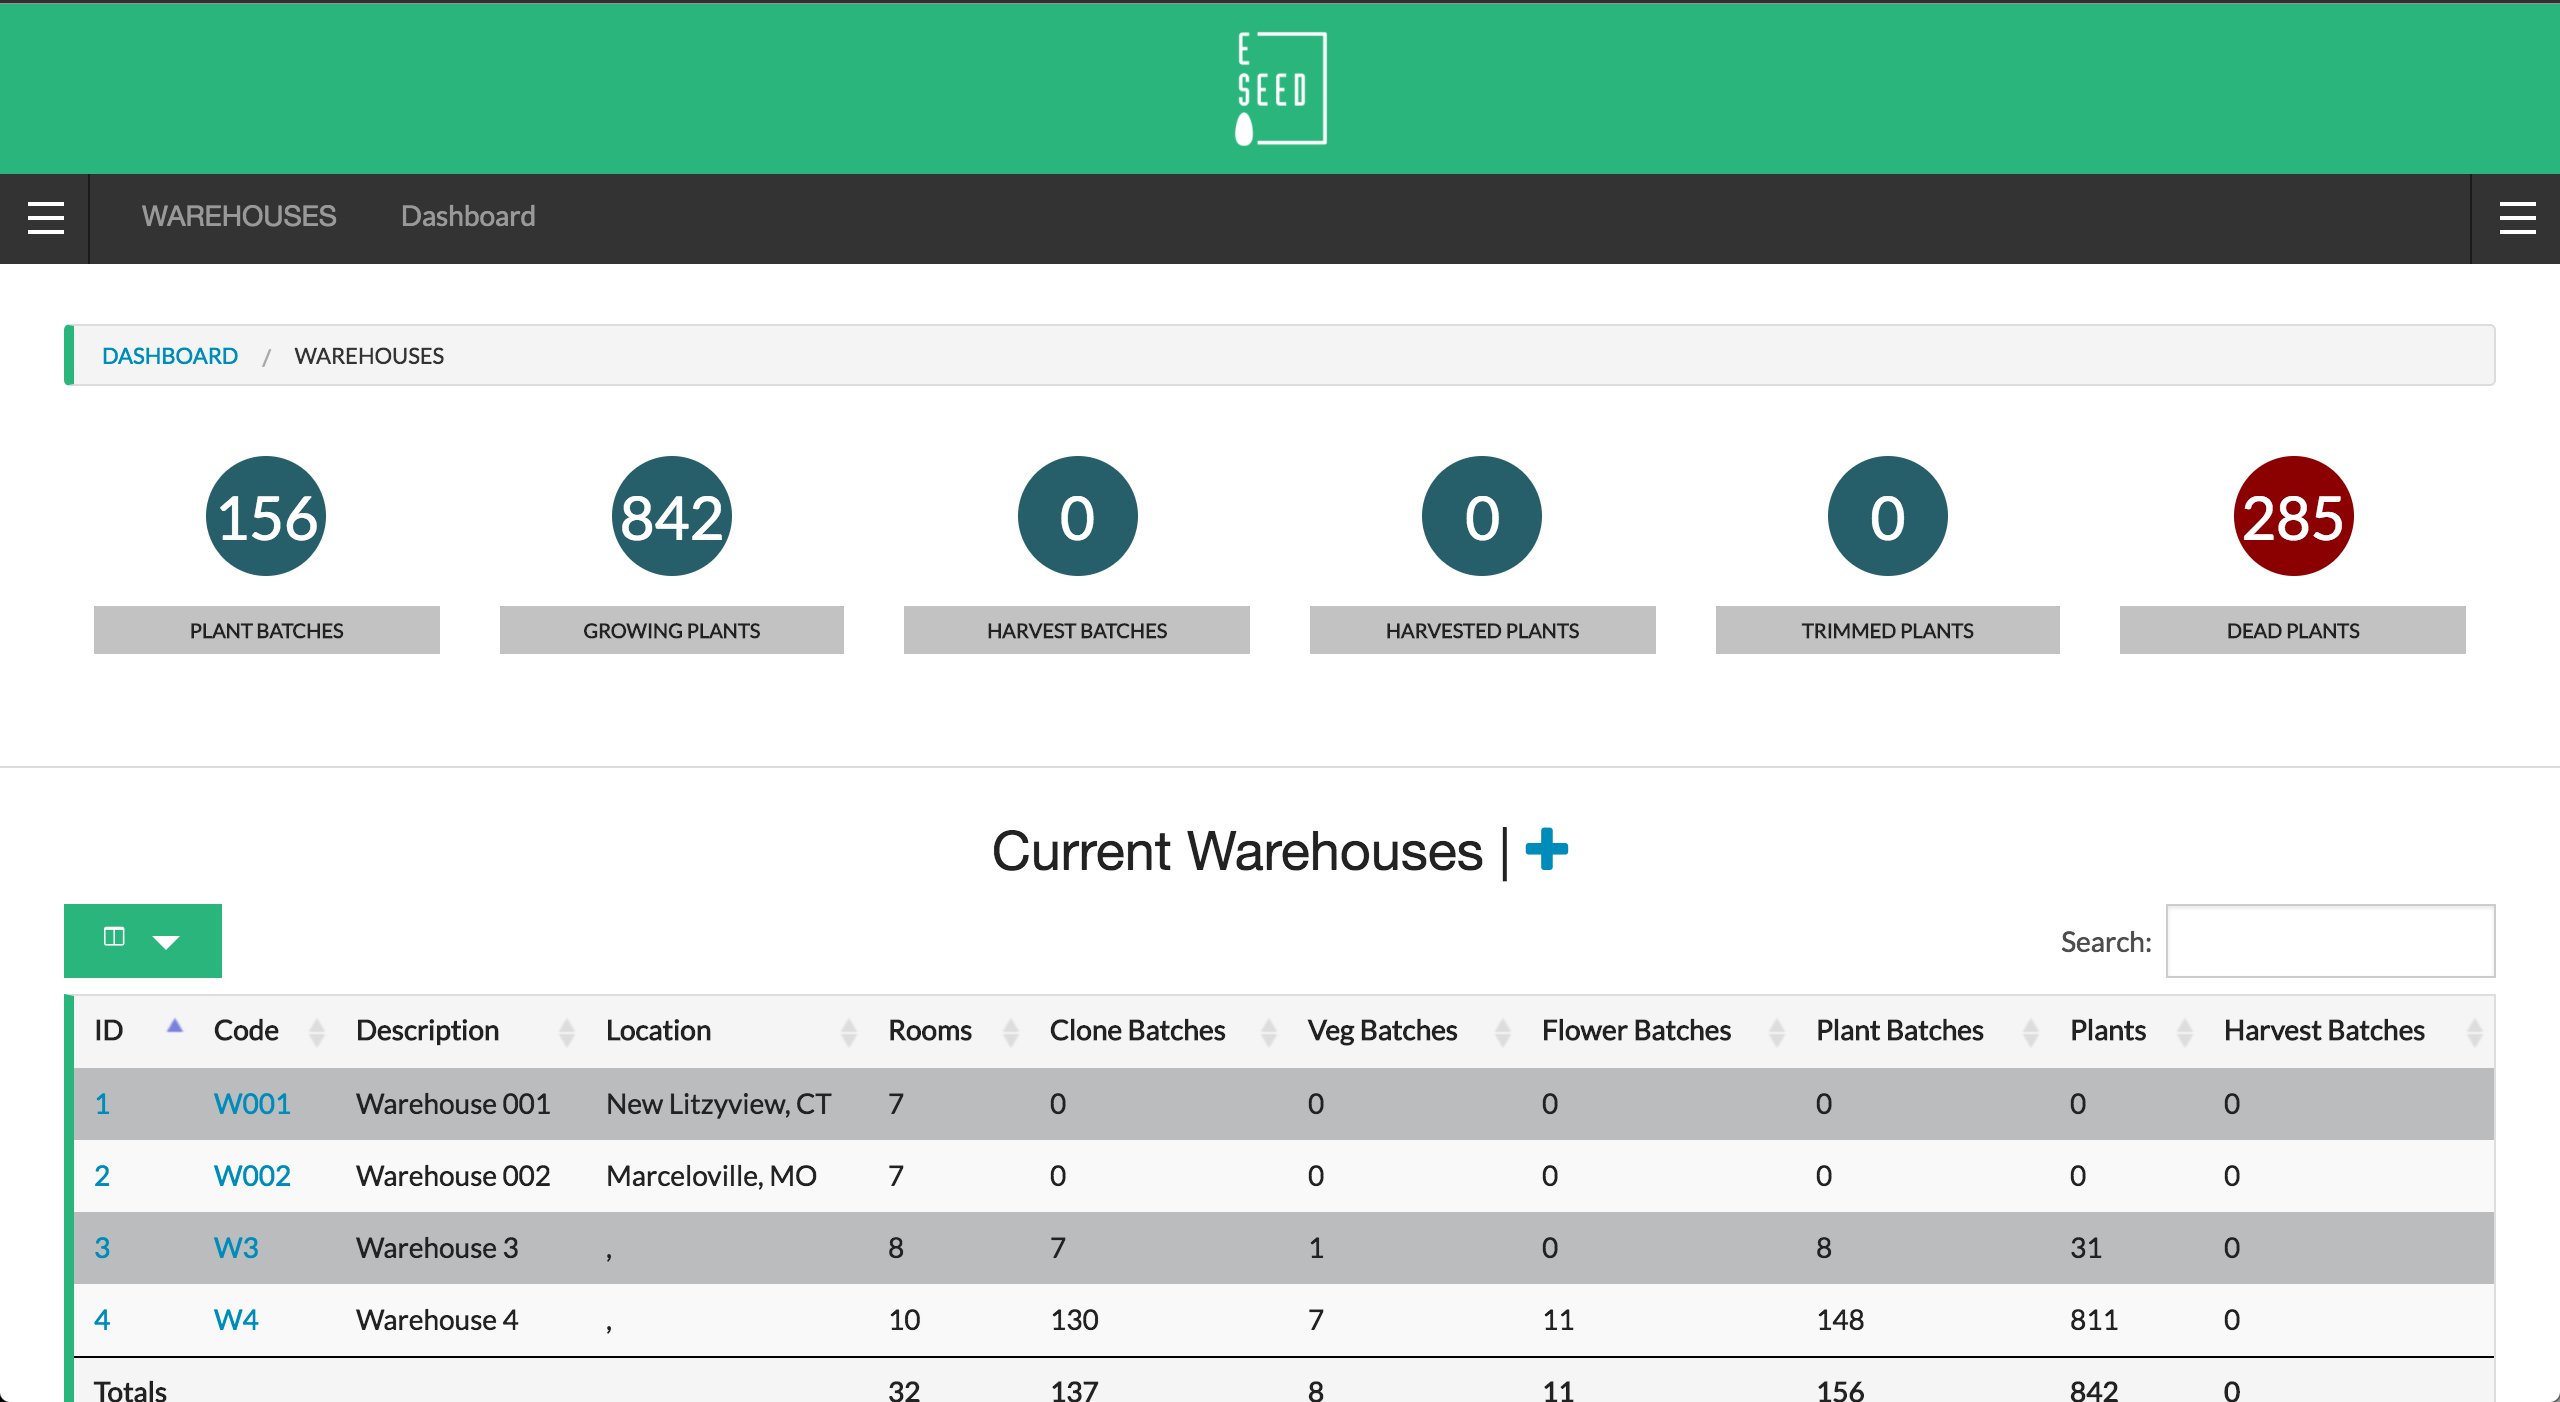 E
SEED
WAREHOUSES Dashboard
DASHBOARD / WAREHOUSES
156 842 0 0 0 285
PLANT BATCHES GROWING PLANTS HARVEST BATCHES HARVESTED PLANTS TRIMMED PLANTS DEAD PLANTS
Current Warehouses |
Search:
ID Code Description Location Rooms Clone Batches Veg Batches Flower Batches Plant Batches Plants Harvest Batches
1 W001 Warehouse 001 New Litzyview, CT 7 0 0 0 0 0 0
2 W002 Warehouse 002 Marceloville, MO 7 0 0 0 0 0 0
3 W3 Warehouse 3 , 8 7 1 0 8 31 0
4 W4 Warehouse 4 , 10 130 7 11 148 811 0
Totals 32 137 8 11 156 842 0